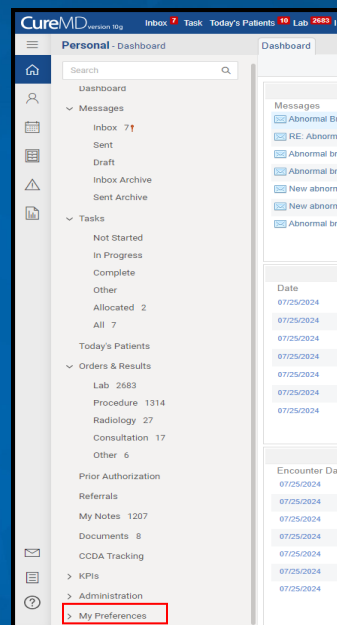 CureMD version 10g Inbox 7 Task Today's Patients 10 Lab 2683
Personal - Dashboard
Dashboard
Search
Dashboard
Messages
Inbox 7
Sent
Draft
Inbox Archive
Sent Archive
Tasks
Not Started
In Progress
Complete
Other
Allocated 2
All 7
Today's Patients
Orders & Results
Lab 2683
Procedure 1314
Radiology 27
Consultation 17
Other 6
Prior Authorization
Referrals
My Notes 1207
Documents 8
CCDA Tracking
KPIs
Administration
My Preferences
Messages
Abnormal B
RE: Abnorm
Abnormal br
Abnormal br
New abnorm
New abnorm
Abnormal br
Date
07/25/2024
07/25/2024
07/25/2024
07/25/2024
07/25/2024
07/25/2024
07/25/2024
Encounter Da
07/25/2024
07/25/2024
07/25/2024
07/25/2024
07/25/2024
07/25/2024
07/25/2024